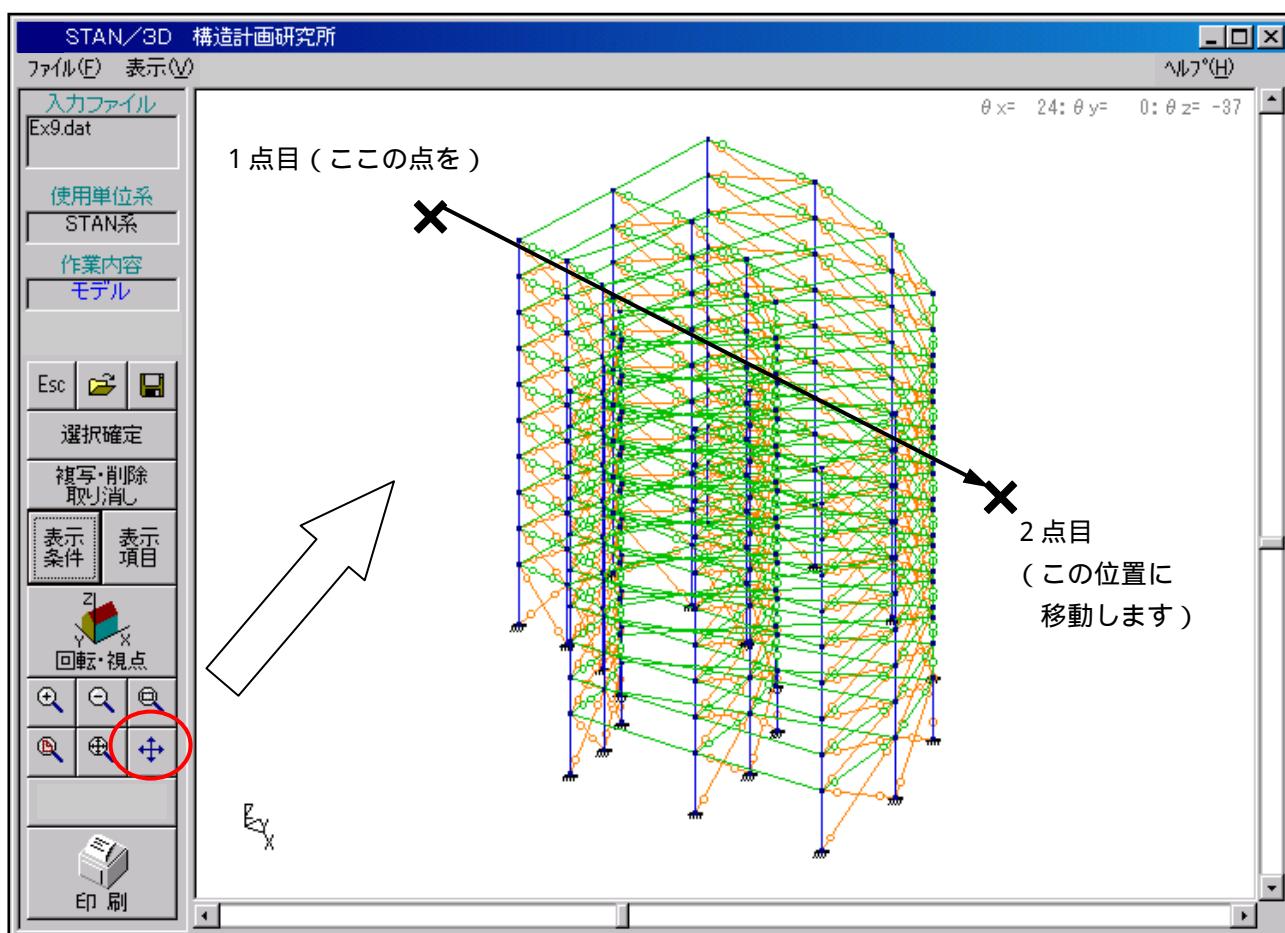 STAN／3D 構造計画研究所
ﾌｧｲﾙ(F) 表示(V) ﾍﾙﾌﾟ(H)
入力ファイル
Ex9.dat
使用単位系
STAN系
作業内容
モデル
Esc
選択確定
複写・削除
取り消し
表示
条件
表示
項目
Z
Y X
回転・視点
印 刷
θx= 24:θy= 0:θz= -37
１点目（ここの点を）
２点目
（この位置に
移動します）
Z
Y
X